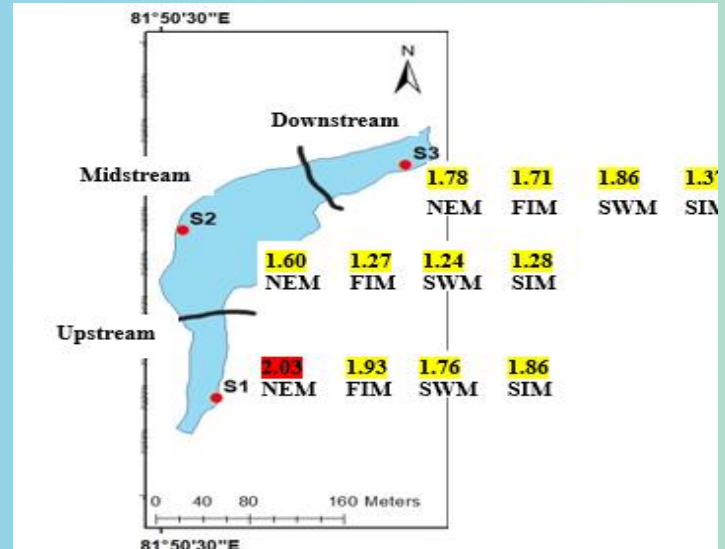 81°50'30"E
N
Downstream
S3
Midstream
1.78 1.71 1.86
NEM FIM SWM
S2
1.60 1.27 1.24 1.28
NEM FIM SWM SIM
Upstream
2.03 1.93 1.76 1.86
S1
NEM FIM SWM SIM
0 40 80 160 Meters
81°50'30"E